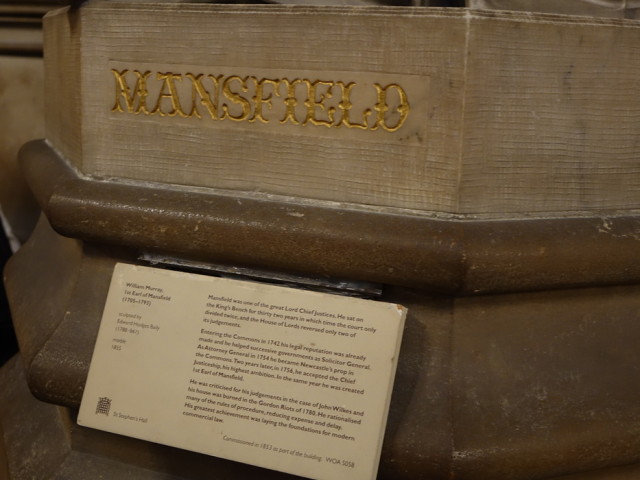 MANSFIELD
William Murray,
1st Earl of Mansfield
(1705–1793)
sculpted by
Edward Hodges Baily
(1788–1867)
marble
1855
St Stephen's Hall
Mansfield was one of the great Lord Chief Justices. He sat on
the King's Bench for thirty two years in which time the court only
divided twice, and the House of Lords reversed only two of
its judgements.
Entering the Commons in 1742 his legal reputation was already
made and he helped successive governments as Solicitor General.
As Attorney General in 1754 he became Newcastle's prop in
the Commons. Two years later, in 1756, he accepted the Chief
Justiceship, his highest ambition. In the same year he was created
1st Earl of Mansfield.
He was criticised for his judgements in the case of John Wilkes and
his house was burned in the Gordon Riots of 1780. He rationalised
many of the rules of procedure, reducing expense and delay.
His greatest achievement was laying the foundations for modern
commercial law.
Commissioned in 1853 as part of the building. WOA S058